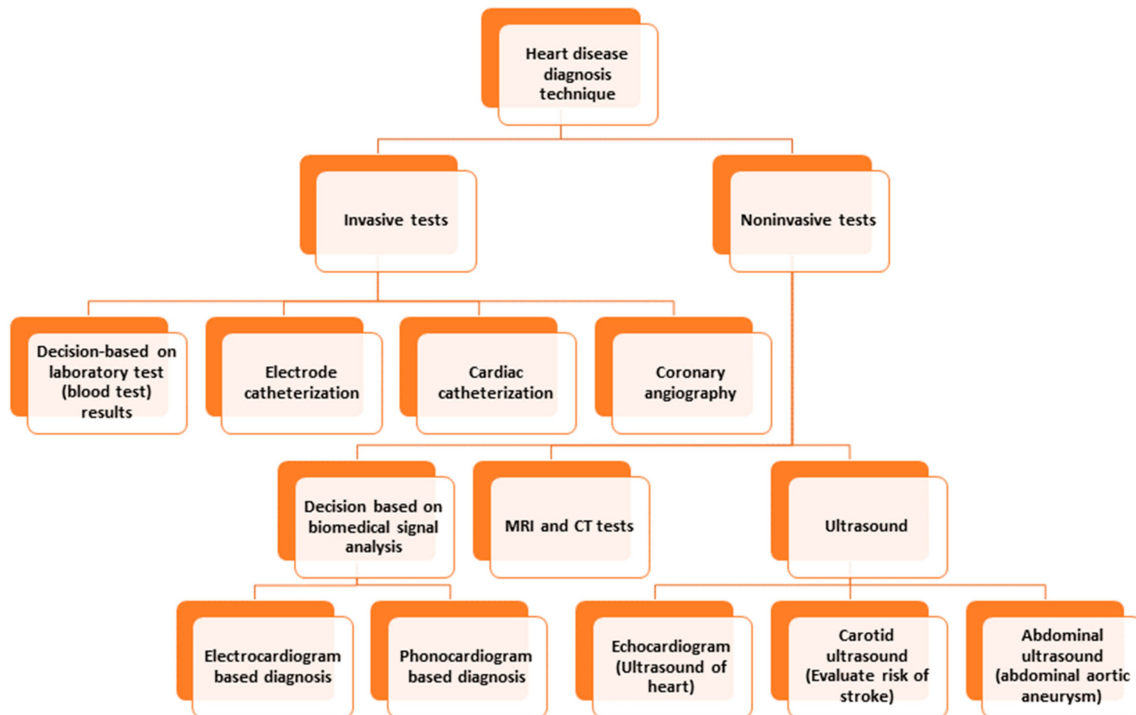 Heart disease
diagnosis
technique
Invasive tests
Noninvasive tests
Decision-based on
laboratory test
(blood test)
results
Electrode
catheterization
Cardiac
catheterization
Coronary
angiography
Decision based on
biomedical signal
analysis
MRI and CT tests
Ultrasound
Electrocardiogram
based diagnosis
Phonocardiogram
based diagnosis
Echocardiogram
(Ultrasound of
heart)
Carotid
ultrasound
(Evaluate risk of
stroke)
Abdominal
ultrasound
(abdominal aortic
aneurysm)